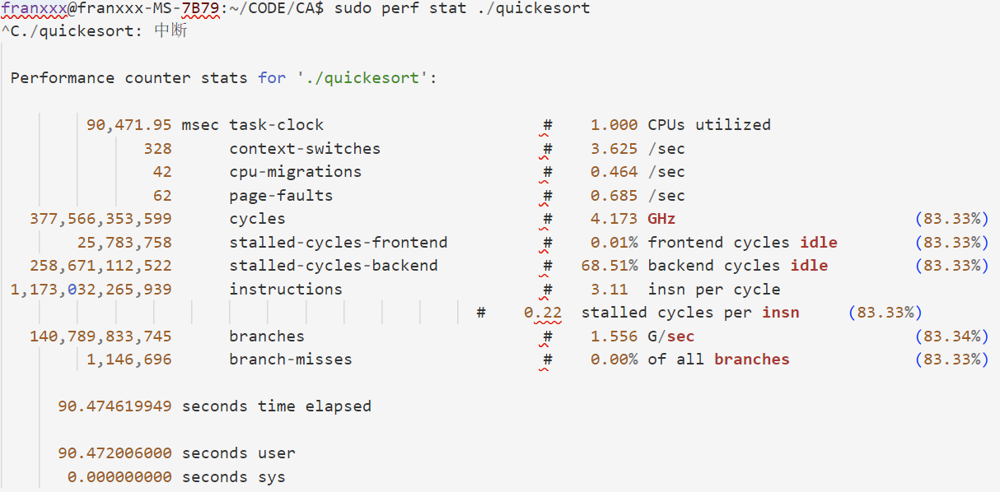 franxxx@franxxx-MS-7B79:~/CODE/CA$ sudo perf stat ./quickesort
^C./quickesort: 中断
Performance counter stats for './quickesort':
90,471.95 msec task-clock # 1.000 CPUs utilized
328 context-switches # 3.625 /sec
42 cpu-migrations # 0.464 /sec
62 page-faults # 0.685 /sec
377,566,353,599 cycles # 4.173 GHz (83.33%)
25,783,758 stalled-cycles-frontend # 0.01% frontend cycles idle (83.33%)
258,671,112,522 stalled-cycles-backend # 68.51% backend cycles idle (83.33%)
1,173,032,265,939 instructions # 3.11 insn per cycle
# 0.22 stalled cycles per insn (83.33%)
140,789,833,745 branches # 1.556 G/sec (83.34%)
1,146,696 branch-misses # 0.00% of all branches (83.33%)
90.474619949 seconds time elapsed
90.472006000 seconds user
0.000000000 seconds sys